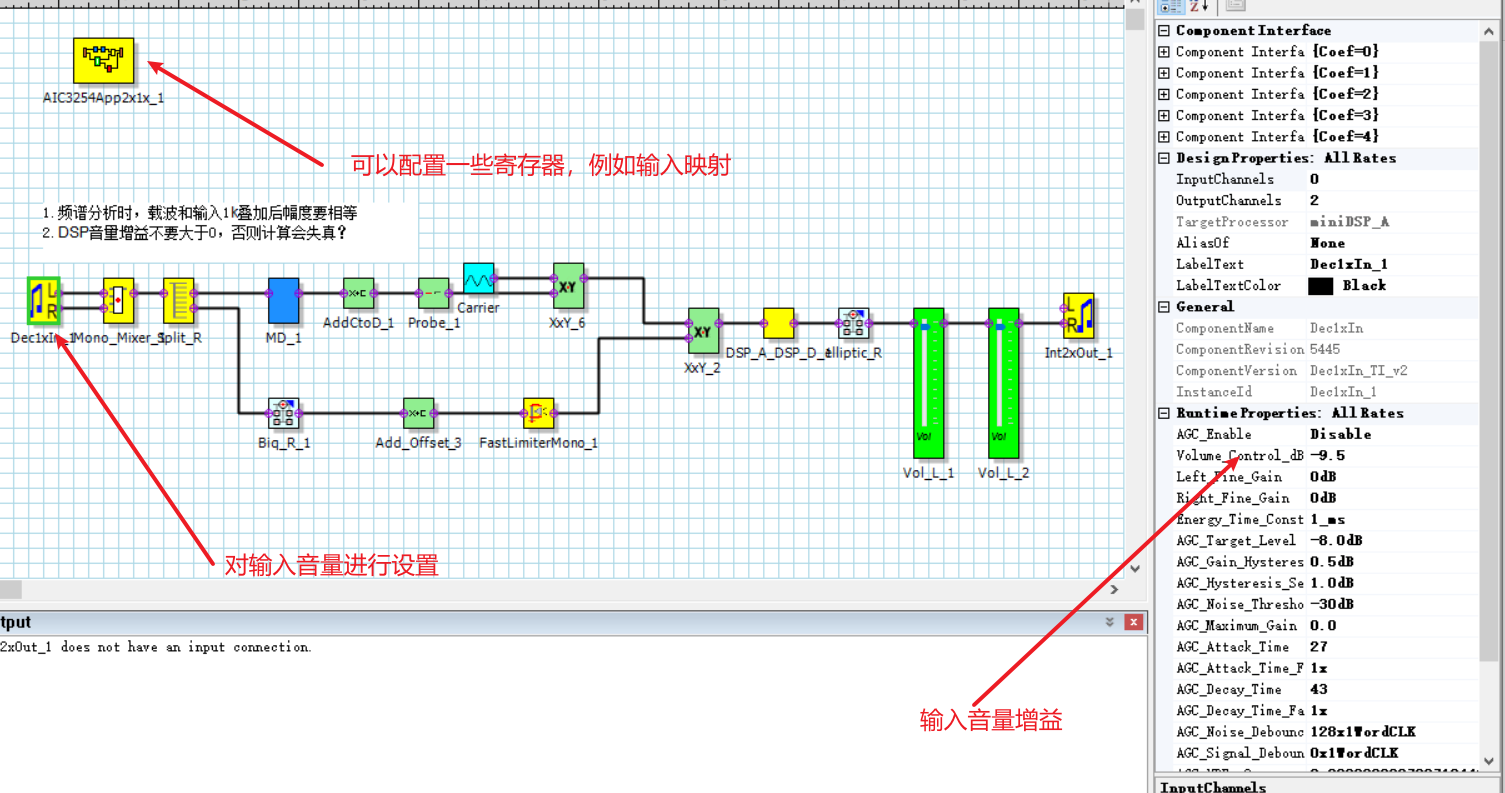 AIC3254App2x1x_1
可以配置一些寄存器，例如输入映射
1. 频谱分析时，载波和输入1k叠加后幅度要相等
2. DSP音量增益不要大于0，否则计算会失真？
L
R
Dec1xIn_1
Mono_Mixer_1
Split_R
MD_1
X+C
AddCtoD_1
Probe_1
Carrier
X·Y
XxY_6
X·Y
XxY_2
DSP_A_DSP_D_1
elliptic_R
Vol
Vol_L_1
Vol
Vol_L_2
L
R
Int2xOut_1
Biq_R_1
X+C
Add_Offset_3
FastLimiterMono_1
对输入音量进行设置
输入音量增益
tput
2xOut_1 does not have an input connection.
Component Interface
Component Interfa {Coef=0}
Component Interfa {Coef=1}
Component Interfa {Coef=2}
Component Interfa {Coef=3}
Component Interfa {Coef=4}
Design Properties: All Rates
InputChannels 0
OutputChannels 2
TargetProcessor miniDSP_A
AliasOf None
LabelText Dec1xIn_1
LabelTextColor Black
General
ComponentName Dec1xIn
ComponentRevision 5445
ComponentVersion Dec1xIn_TI_v2
InstanceId Dec1xIn_1
Runtime Properties: All Rates
AGC_Enable Disable
Volume_Control_dB -9.5
Left_Fine_Gain 0dB
Right_Fine_Gain 0dB
Energy_Time_Const 1_ms
AGC_Target_Level -8.0dB
AGC_Gain_Hysteres 0.5dB
AGC_Hysteresis_Se 1.0dB
AGC_Noise_Thresho -30dB
AGC_Maximum_Gain 0.0
AGC_Attack_Time 27
AGC_Attack_Time_F 1x
AGC_Decay_Time 43
AGC_Decay_Time_Fa 1x
AGC_Noise_Debounc 128x1WordCLK
AGC_Signal_Deboun 0x1WordCLK
InputChannels